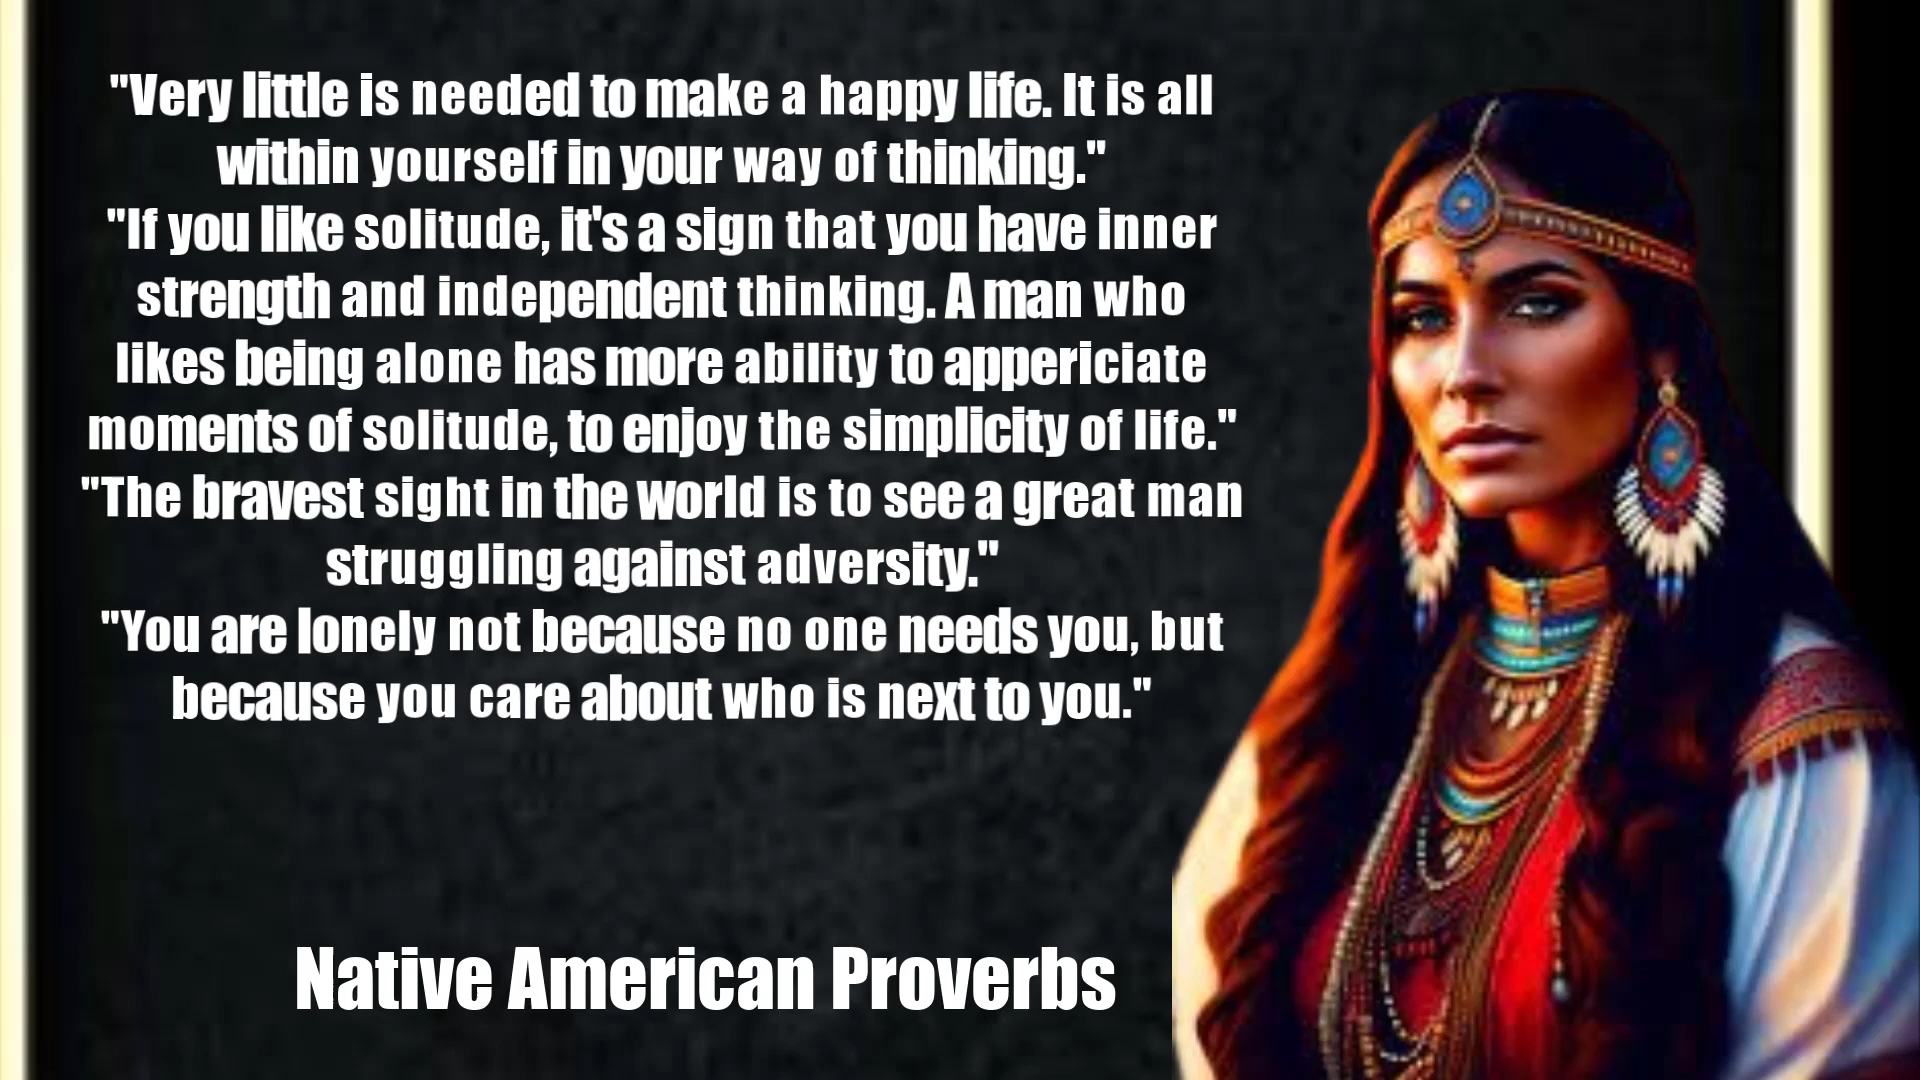 "Very little is needed to make a happy life. It is all
within yourself in your way of thinking."
"If you like solitude, it's a sign that you have inner
strength and independent thinking. A man who
likes being alone has more ability to appericiate
moments of solitude, to enjoy the simplicity of life."
"The bravest sight in the world is to see a great man
struggling against adversity."
"You are lonely not because no one needs you, but
because you care about who is next to you."
Native American Proverbs